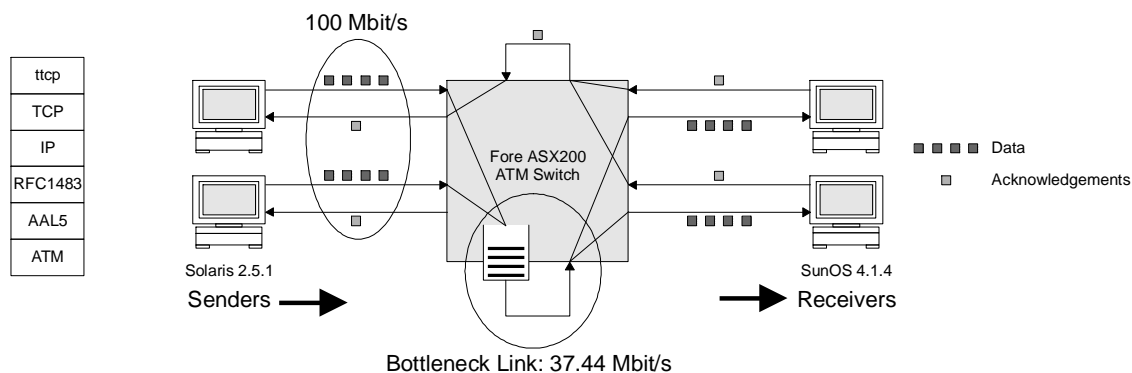 100 Mbit/s
ttcp
TCP
IP
RFC1483
AAL5
ATM
Fore ASX200
ATM Switch
Data
Acknowledgements
Solaris 2.5.1
Senders
SunOS 4.1.4
Receivers
Bottleneck Link: 37.44 Mbit/s